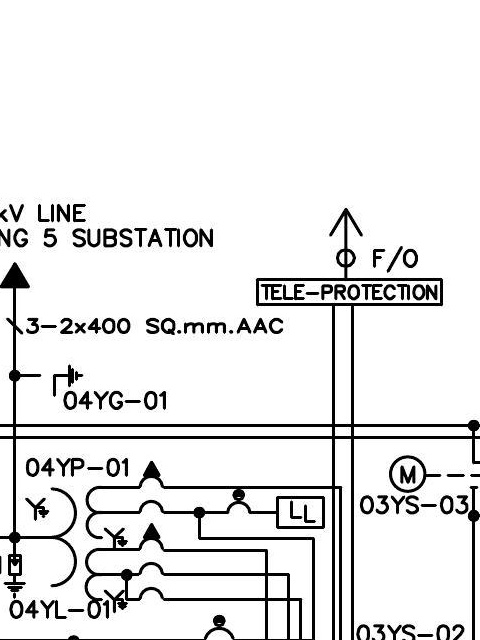 kV LINE
NG 5 SUBSTATION
F/O
TELE-PROTECTION
3-2x400 SQ.mm.AAC
04YG-01
04YP-01
M
03YS-03
LL
04YL-01
03YS-02